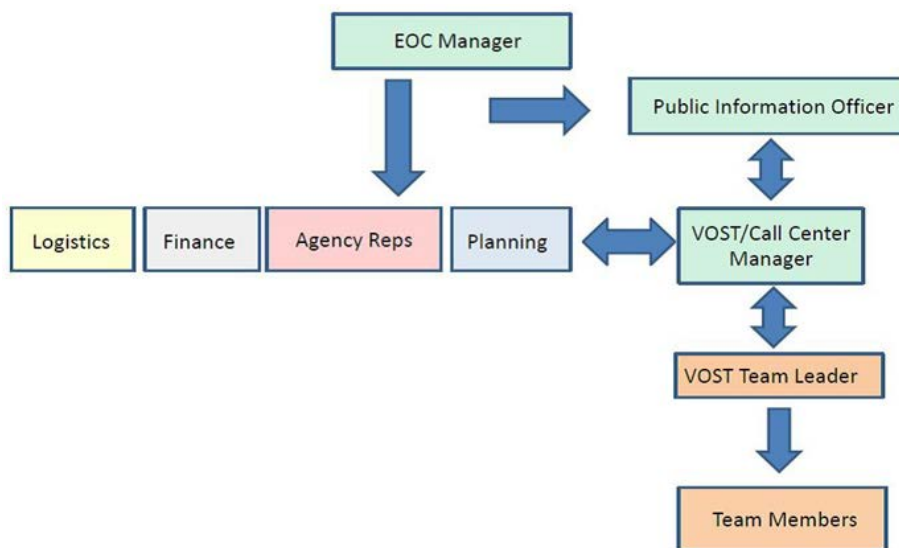 EOC Manager
Public Information Officer
Logistics
Finance
Agency Reps
Planning
VOST/Call Center
Manager
VOST Team Leader
Team Members